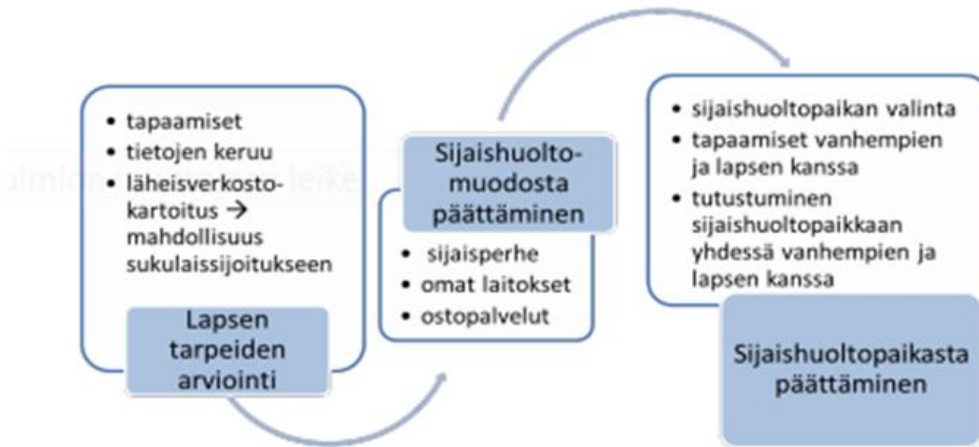 • tapaamiset
• tietojen keruu
• läheisverkosto-
kartoitus →
mahdollisuus
sukulaissijoitukseen
Lapsen
tarpeiden
arviointi
Sijaishuolto-
muodosta
päättäminen
• sijaisperhe
• omat laitokset
• ostopalvelut
• sijaishuoltopaikan valinta
• tapaamiset vanhempien
ja lapsen kanssa
• tutustuminen
sijaishuoltopaikkaan
yhdessä vanhempien ja
lapsen kanssa
Sijaishuoltopaikasta
päättäminen